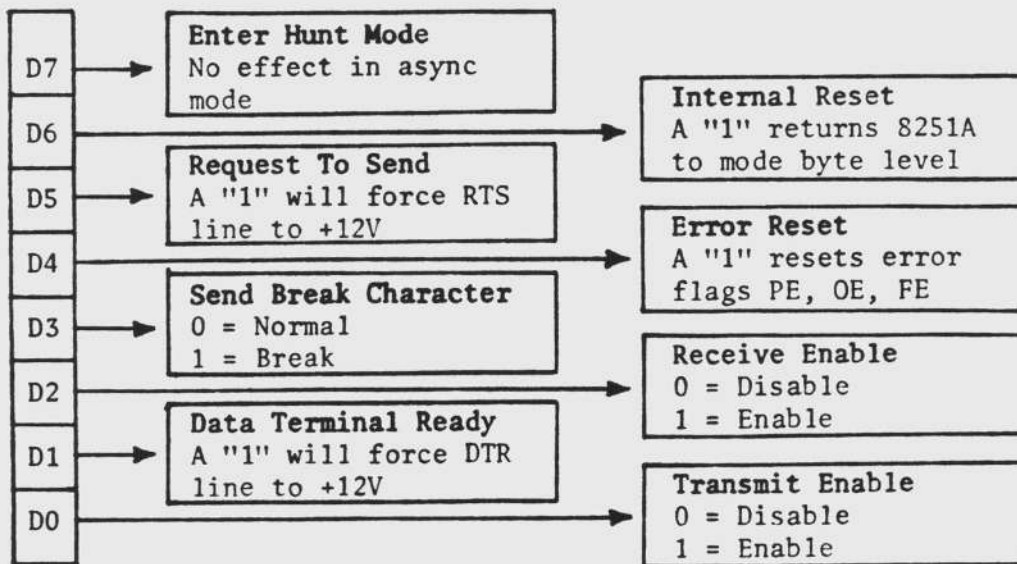 D7
Enter Hunt Mode
No effect in async
mode
D6
Internal Reset
A "1" returns 8251A
to mode byte level
D5
Request To Send
A "1" will force RTS
line to +12V
D4
Error Reset
A "1" resets error
flags PE, OE, FE
D3
Send Break Character
0 = Normal
1 = Break
D2
Receive Enable
0 = Disable
1 = Enable
D1
Data Terminal Ready
A "1" will force DTR
line to +12V
D0
Transmit Enable
0 = Disable
1 = Enable